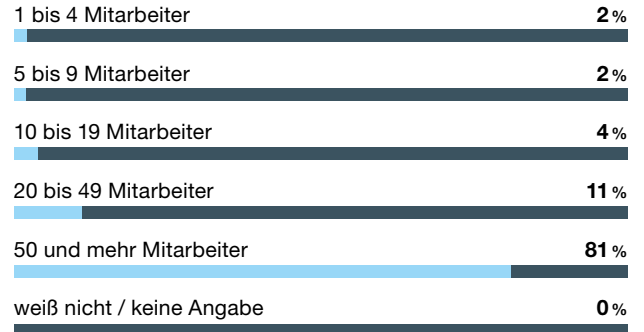 1 bis 4 Mitarbeiter 2 %
5 bis 9 Mitarbeiter 2 %
10 bis 19 Mitarbeiter 4 %
20 bis 49 Mitarbeiter 11 %
50 und mehr Mitarbeiter 81 %
weiß nicht / keine Angabe 0 %